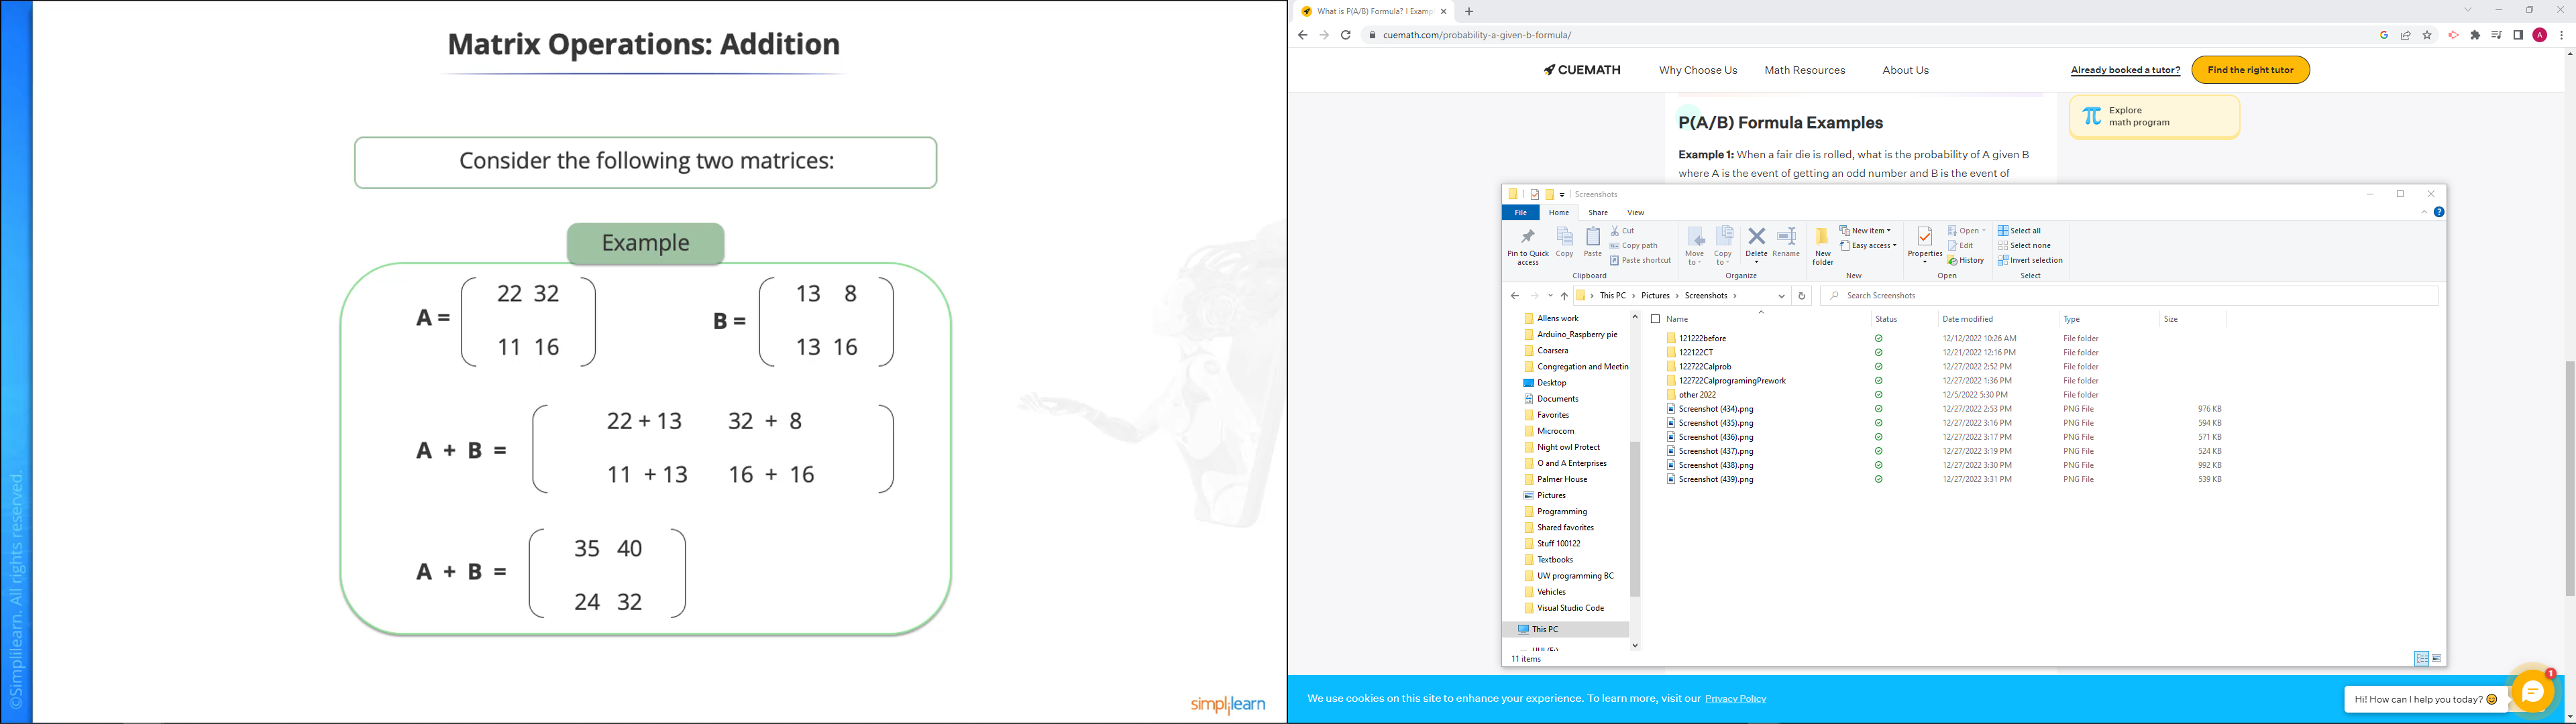 Matrix Operations: Addition
Consider the following two matrices:
Example
A =
22 32
11 16
B =
13 8
13 16
A + B =
22 + 13 32 + 8
11 + 13 16 + 16
A + B =
35 40
24 32
©Simplilearn. All rights reserved.
simplilearn
What is P(A/B) Formula? I Examp
cuemath.com/probability-a-given-b-formula/
A
CUEMATH
Why Choose Us
Math Resources
About Us
Already booked a tutor?
Find the right tutor
Explore
math program
P(A/B) Formula Examples
Example 1: When a fair die is rolled, what is the probability of A given B
where A is the event of getting an odd number and B is the event of
Screenshots
File Home Share View
Pin to Quick
access
Copy
Paste
Cut
Copy path
Paste shortcut
Clipboard
Move
to
Copy
to
Delete
Rename
Organize
New
folder
New item
Easy access
New
Properties
Open
Edit
History
Open
Select all
Select none
Invert selection
Select
This PC > Pictures > Screenshots >
Search Screenshots
Allens work
Arduino_Raspberry pie
Coarsera
Congregation and Meetin
Desktop
Documents
Favorites
Microcom
Night owl Protect
O and A Enterprises
Palmer House
Pictures
Programming
Shared favorites
Stuff 100122
Textbooks
UW programming BC
Vehicles
Visual Studio Code
This PC
11 items
Name Status Date modified Type Size
121222before 12/12/2022 10:26 AM File folder
122122CT 12/21/2022 12:16 PM File folder
122722Calprob 12/27/2022 2:52 PM File folder
122722CalprogramingPrework 12/27/2022 1:36 PM File folder
other 2022 12/5/2022 5:30 PM File folder
Screenshot (434).png 12/27/2022 2:53 PM PNG File 976 KB
Screenshot (435).png 12/27/2022 3:16 PM PNG File 594 KB
Screenshot (436).png 12/27/2022 3:17 PM PNG File 571 KB
Screenshot (437).png 12/27/2022 3:19 PM PNG File 524 KB
Screenshot (438).png 12/27/2022 3:30 PM PNG File 992 KB
Screenshot (439).png 12/27/2022 3:31 PM PNG File 539 KB
We use cookies on this site to enhance your experience. To learn more, visit our Privacy Policy
Hi! How can I help you today? 😊
1